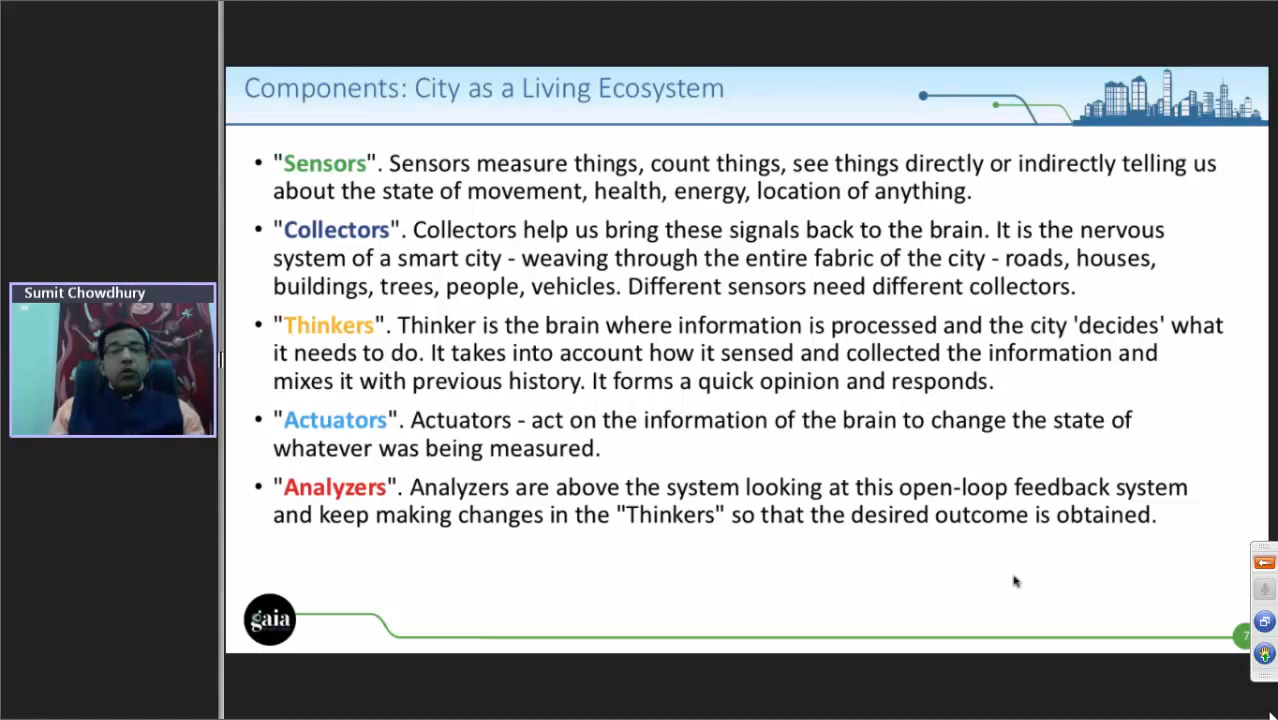 Components: City as a Living Ecosystem
• "Sensors". Sensors measure things, count things, see things directly or indirectly telling us
about the state of movement, health, energy, location of anything.
• "Collectors". Collectors help us bring these signals back to the brain. It is the nervous
system of a smart city - weaving through the entire fabric of the city - roads, houses,
buildings, trees, people, vehicles. Different sensors need different collectors.
• "Thinkers". Thinker is the brain where information is processed and the city 'decides' what
it needs to do. It takes into account how it sensed and collected the information and
mixes it with previous history. It forms a quick opinion and responds.
• "Actuators". Actuators - act on the information of the brain to change the state of
whatever was being measured.
• "Analyzers". Analyzers are above the system looking at this open-loop feedback system
and keep making changes in the "Thinkers" so that the desired outcome is obtained.
Sumit Chowdhury
gaia
7